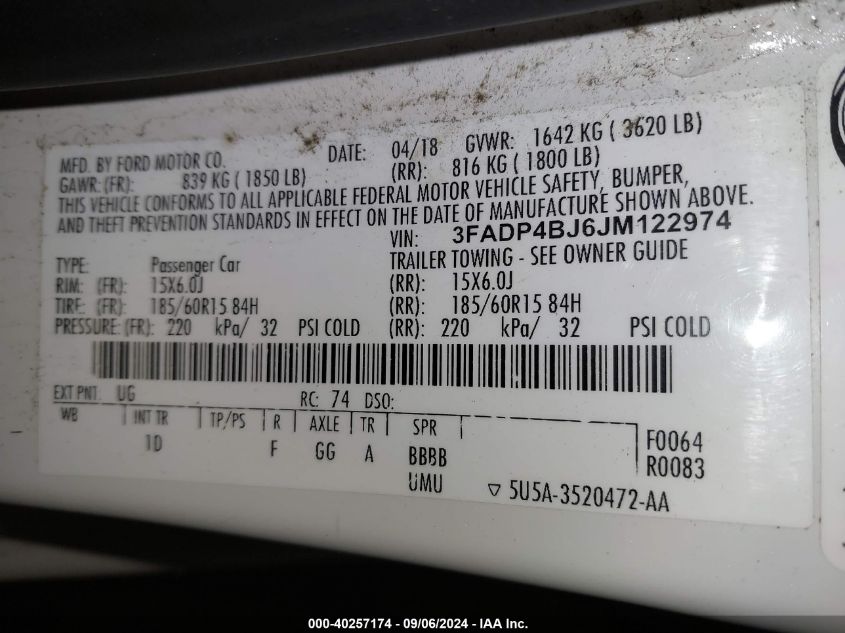 MFD. BY FORD MOTOR CO. DATE: 04/18 GVWR: 1642 KG ( 3620 LB)
GAWR: (FR): 839 KG ( 1850 LB) (RR): 816 KG ( 1800 LB)
THIS VEHICLE CONFORMS TO ALL APPLICABLE FEDERAL MOTOR VEHICLE SAFETY, BUMPER,
AND THEFT PREVENTION STANDARDS IN EFFECT ON THE DATE OF MANUFACTURE SHOWN ABOVE.
VIN: 3FADP4BJ6JM122974
TRAILER TOWING - SEE OWNER GUIDE
TYPE: Passenger Car
RIM: (FR): 15X6.0J (RR): 15X6.0J
TIRE: (FR): 185/60R15 84H (RR): 185/60R15 84H
PRESSURE: (FR): 220 kPa/ 32 PSI COLD (RR): 220 kPa/ 32 PSI COLD
EXT PNT: UG RC: 74 DSO:
WB INT TR TP/PS R AXLE TR SPR
1D F GG A BBBB
F0064
R0083
UMU ▽ 5U5A-3520472-AA
000-40257174 - 09/06/2024 - IAA Inc.